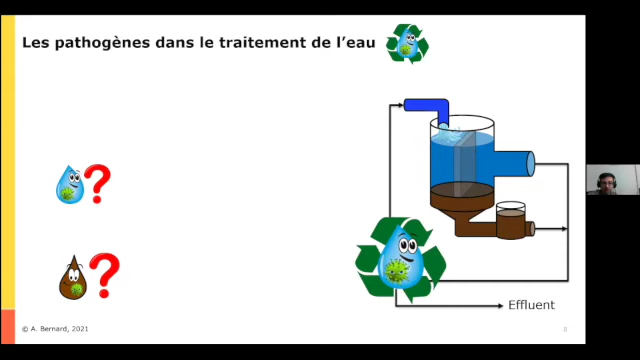 Les pathogènes dans le traitement de l'eau
??
Effluent
© A. Bernard, 2021
8